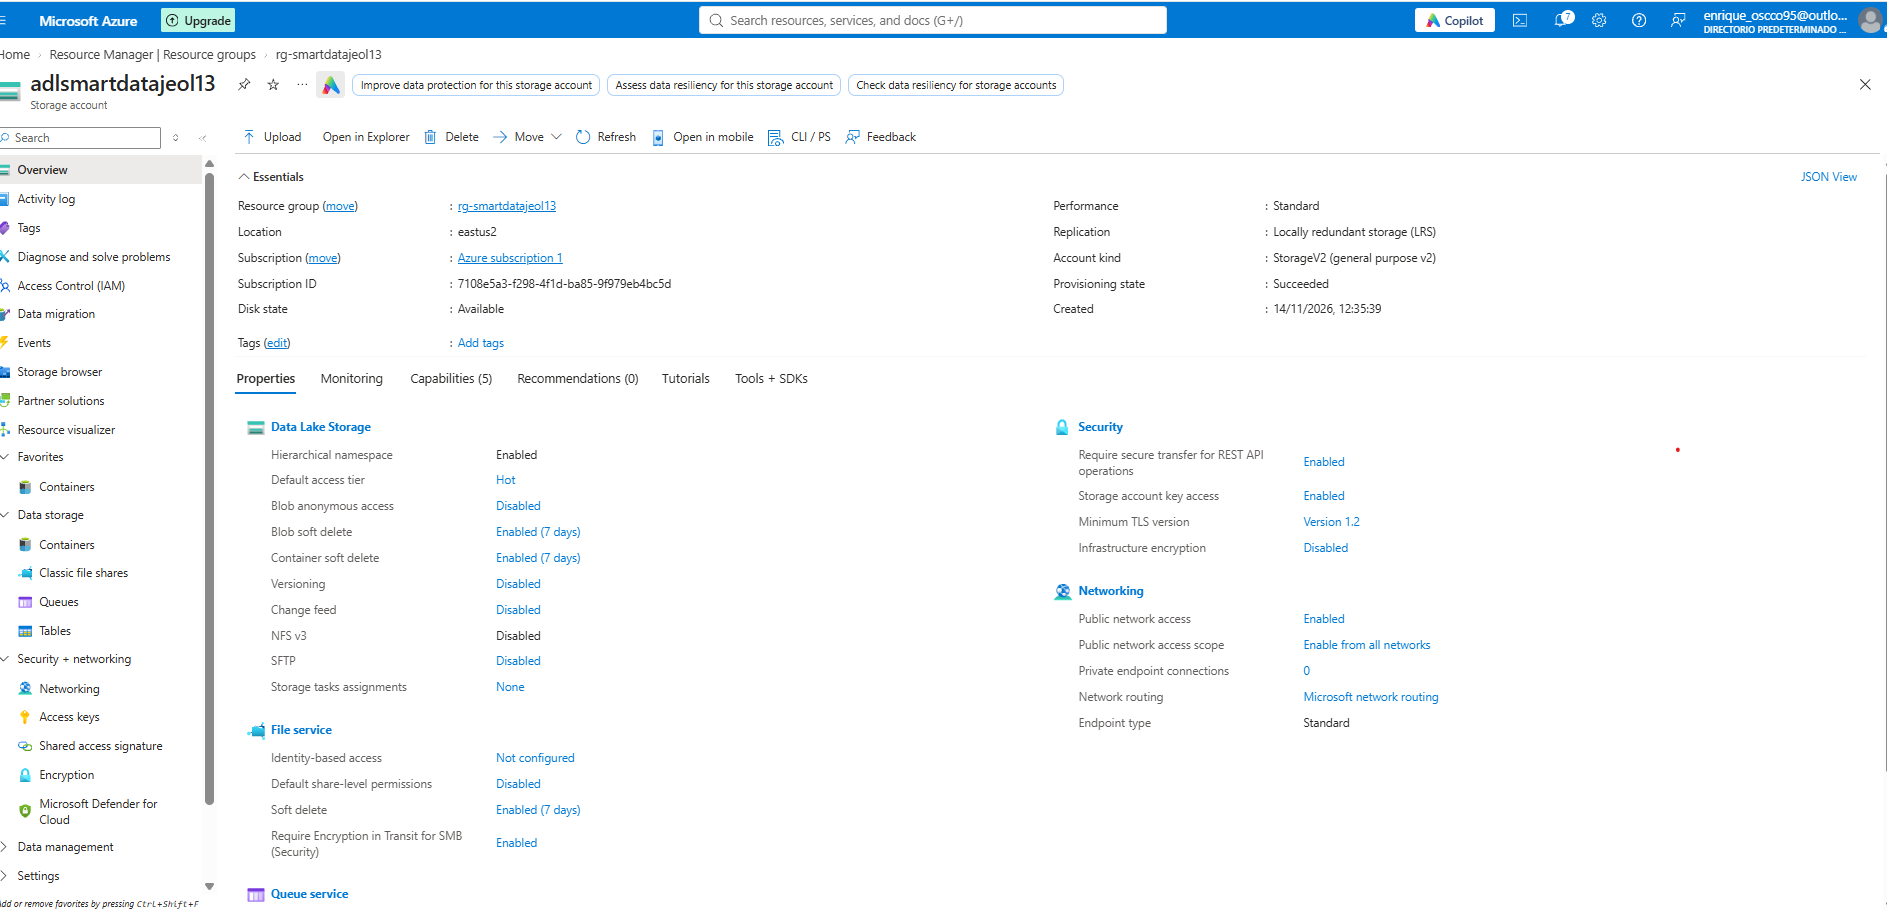 Microsoft Azure
Upgrade
Search resources, services, and docs (G+/)
Copilot
7
enrique_oscco95@outlo...
DIRECTORIO PREDETERMINADO ...
Home > Resource Manager | Resource groups > rg-smartdatajeol13
adlsmartdatajeol13
Storage account
Improve data protection for this storage account
Assess data resiliency for this storage account
Check data resiliency for storage accounts
Search
Upload
Open in Explorer
Delete
Move
Refresh
Open in mobile
CLI / PS
Feedback
Overview
Activity log
Tags
Diagnose and solve problems
Access Control (IAM)
Data migration
Events
Storage browser
Partner solutions
Resource visualizer
Favorites
Containers
Data storage
Containers
Classic file shares
Queues
Tables
Security + networking
Networking
Access keys
Shared access signature
Encryption
Microsoft Defender for
Cloud
Data management
Settings
Add or remove favorites by pressing Ctrl+Shift+F
Essentials
JSON View
Resource group (move) : rg-smartdatajeol13
Location : eastus2
Subscription (move) : Azure subscription 1
Subscription ID : 7108e5a3-f298-4f1d-ba85-9f979eb4bc5d
Disk state : Available
Tags (edit) : Add tags
Performance : Standard
Replication : Locally redundant storage (LRS)
Account kind : StorageV2 (general purpose v2)
Provisioning state : Succeeded
Created : 14/11/2026, 12:35:39
Properties
Monitoring
Capabilities (5)
Recommendations (0)
Tutorials
Tools + SDKs
Data Lake Storage
Hierarchical namespace Enabled
Default access tier Hot
Blob anonymous access Disabled
Blob soft delete Enabled (7 days)
Container soft delete Enabled (7 days)
Versioning Disabled
Change feed Disabled
NFS v3 Disabled
SFTP Disabled
Storage tasks assignments None
File service
Identity-based access Not configured
Default share-level permissions Disabled
Soft delete Enabled (7 days)
Require Encryption in Transit for SMB
(Security) Enabled
Queue service
Security
Require secure transfer for REST API
operations Enabled
Storage account key access Enabled
Minimum TLS version Version 1.2
Infrastructure encryption Disabled
Networking
Public network access Enabled
Public network access scope Enable from all networks
Private endpoint connections 0
Network routing Microsoft network routing
Endpoint type Standard